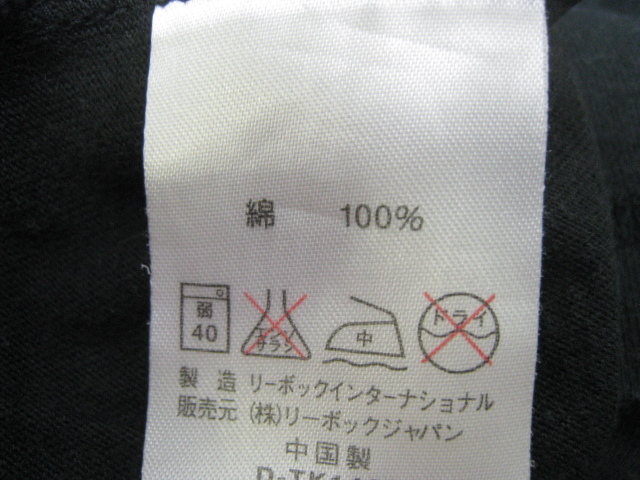 綿 100%
弱 40
エンソ サラシ
中
ドライ
製造 リーボックインターナショナル
販売元 (株)リーボックジャパン
中国製